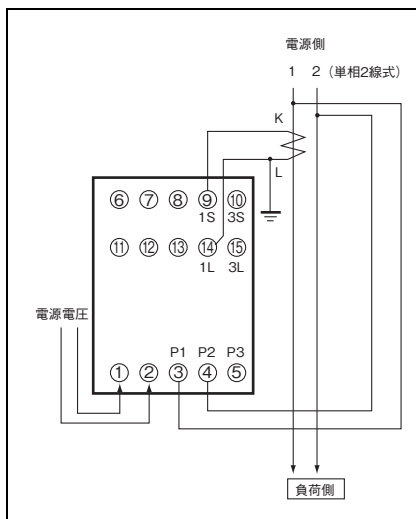 電源側
1 2 (単相2線式)
K
L
⑥ ⑦ ⑧ ⑨ ⑩
1S 3S
⑪ ⑫ ⑬ ⑭ ⑮
1L 3L
電源電圧
P1 P2 P3
① ② ③ ④ ⑤
負荷側